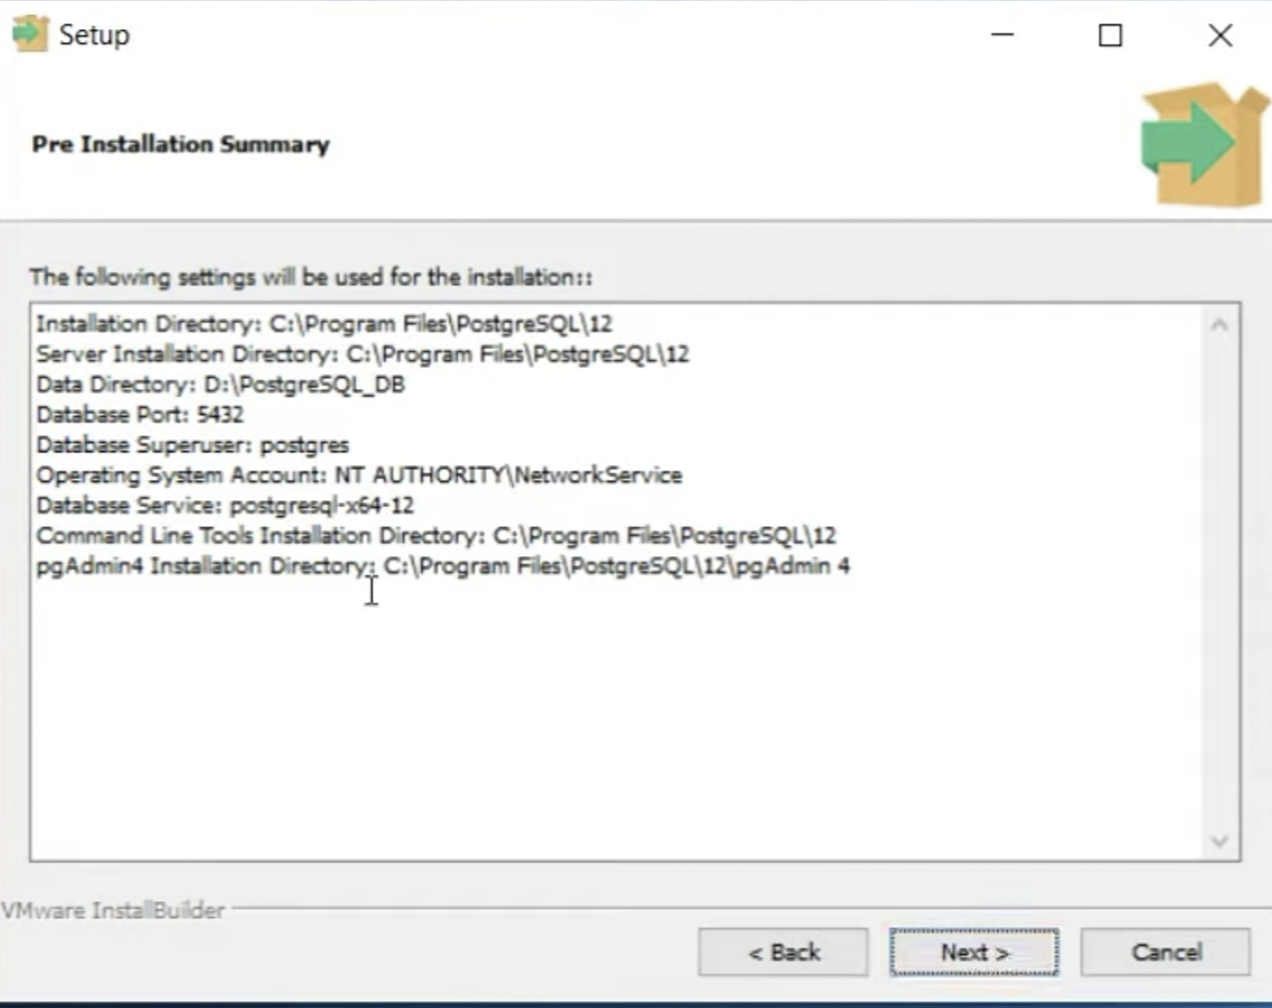 Setup
Pre Installation Summary
The following settings will be used for the installation::
Installation Directory: C:\Program Files\PostgreSQL\12
Server Installation Directory: C:\Program Files\PostgreSQL\12
Data Directory: D:\PostgreSQL_DB
Database Port: 5432
Database Superuser: postgres
Operating System Account: NT AUTHORITY\NetworkService
Database Service: postgresql-x64-12
Command Line Tools Installation Directory: C:\Program Files\PostgreSQL\12
pgAdmin4 Installation Directory: C:\Program Files\PostgreSQL\12\pgAdmin 4
VMware InstallBuilder
< Back Next > Cancel